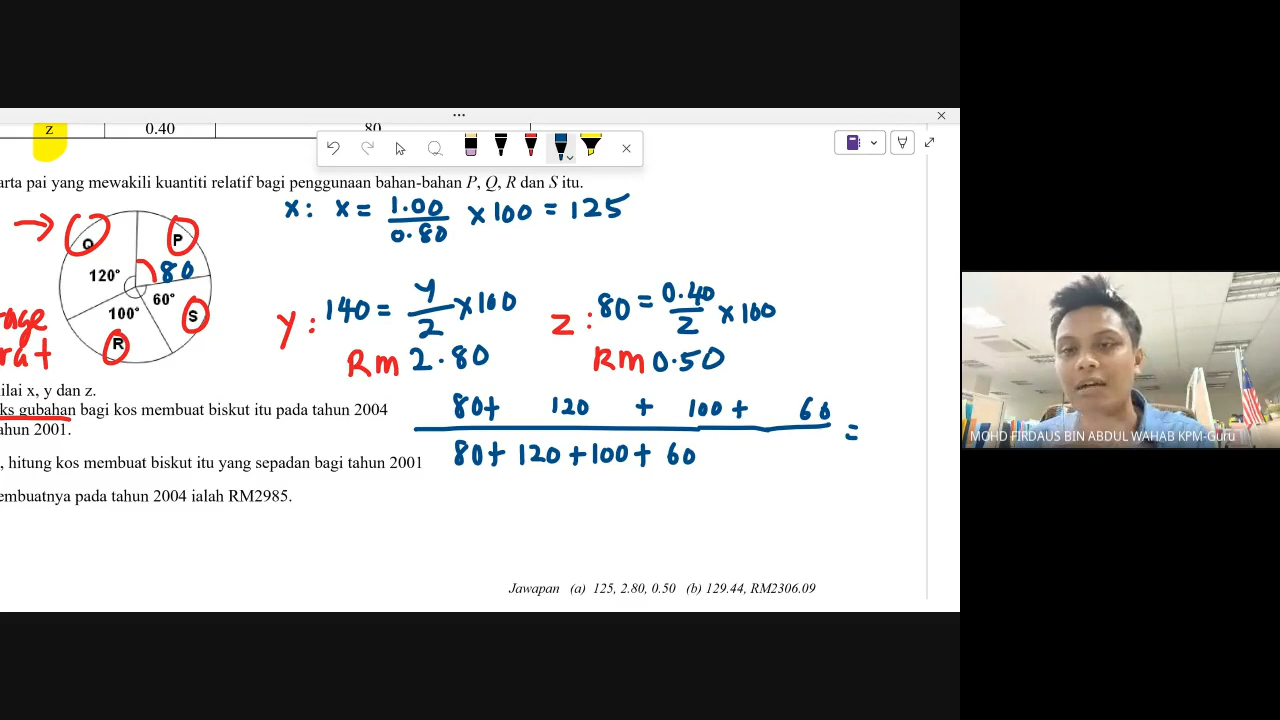 z 0.40 80
arta pai yang mewakili kuantiti relatif bagi penggunaan bahan-bahan P, Q, R dan S itu.
x: x = 1.00/0.80 x 100 = 125
Q P
120° 80
60°
100° S
R
rage
rat
y: 140 = y/2 x 100
Rm 2.80
z: 80 = 0.40/z x 100
Rm 0.50
ilai x, y dan z.
ks gubahan bagi kos membuat biskut itu pada tahun 2004
ahun 2001.
80+ 120 + 100+ 60 =
80+ 120 +100+ 60
, hitung kos membuat biskut itu yang sepadan bagi tahun 2001
embuatnya pada tahun 2004 ialah RM2985.
Jawapan (a) 125, 2.80, 0.50 (b) 129.44, RM2306.09
MOHD FIRDAUS BIN ABDUL WAHAB KPM-Guru